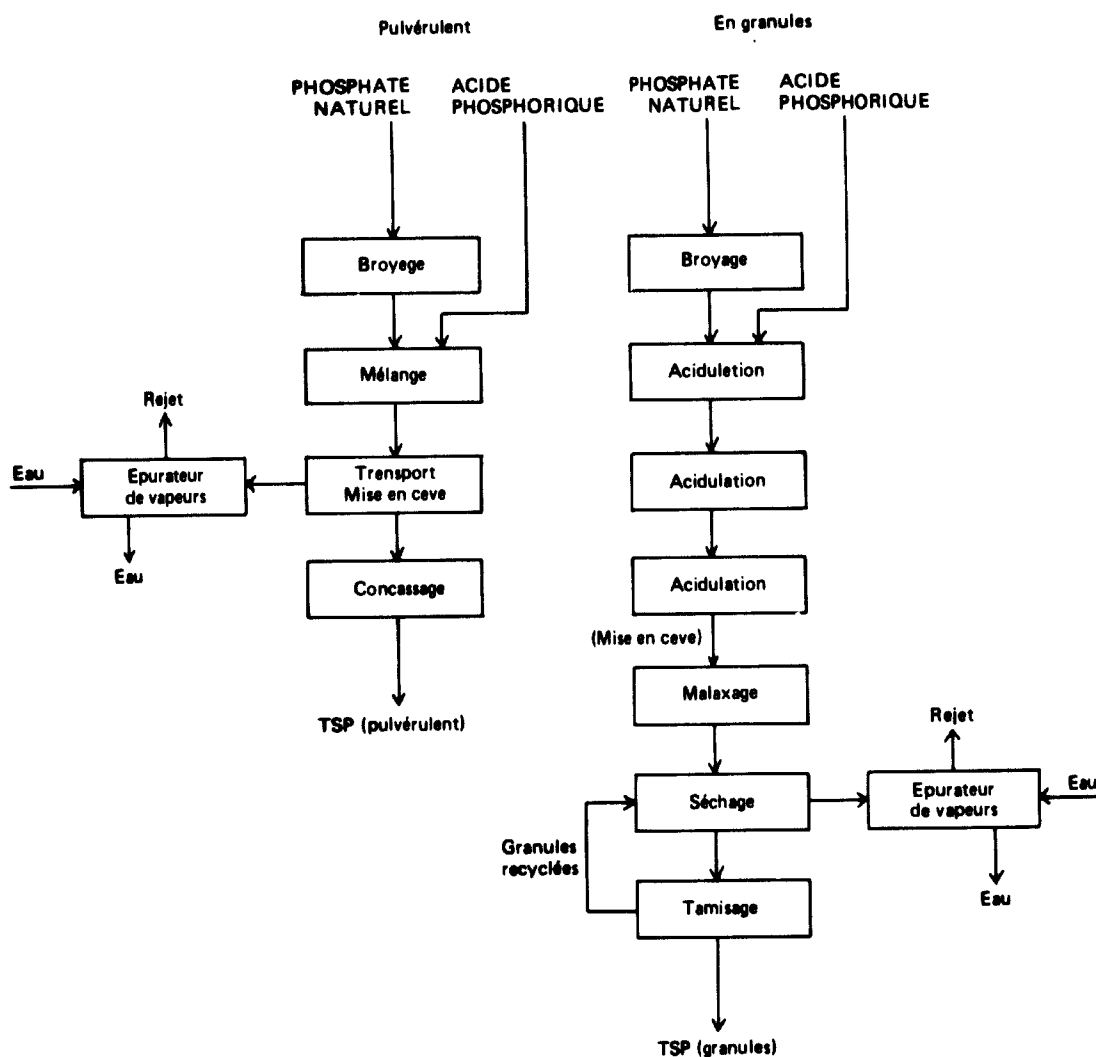 Pulvérulent
En granules
PHOSPHATE
NATUREL
ACIDE
PHOSPHORIQUE
PHOSPHATE
NATUREL
ACIDE
PHOSPHORIQUE
Broyege
Broyage
Mélange
Aciduletion
Rejet
Eau
Epurateur
de vapeurs
Trensport
Mise en ceve
Acidulation
Eau
Concassage
Acidulation
(Mise en ceve)
Malaxage
TSP (pulvérulent)
Rejet
Séchage
Epurateur
de vapeurs
Eau
Granules
recyclées
Tamisage
Eau
TSP (granules)